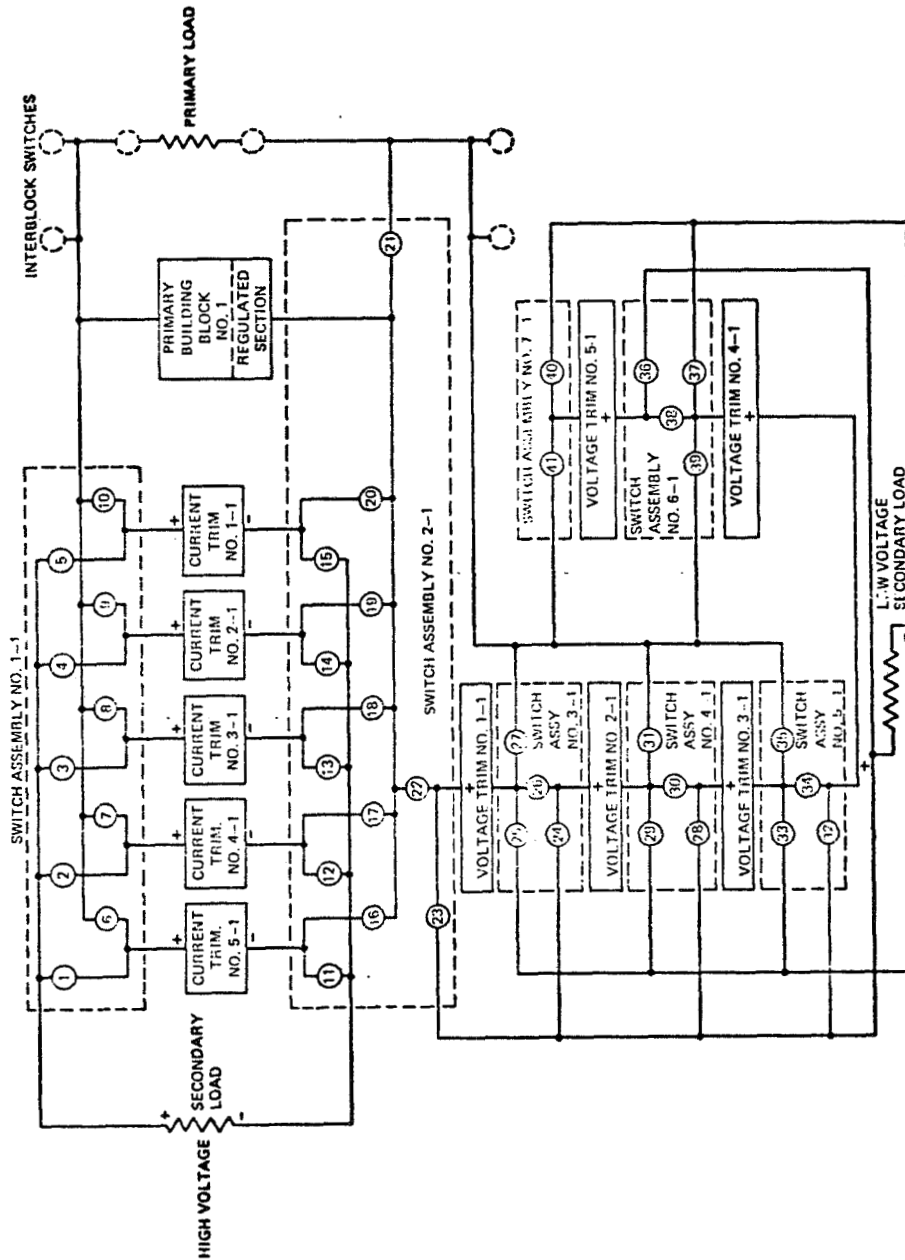 INTERBLOCK SWITCHES
PRIMARY LOAD
SWITCH ASSEMBLY NO. 1-1
1
2
3
4
5
6
7
8
9
10
PRIMARY
BUILDING
BLOCK
NO. 1
REGULATED
SECTION
+
CURRENT
TRIM.
NO. 5-1
-
+
CURRENT
TRIM.
NO. 4-1
-
+
CURRENT
TRIM
NO. 3-1
-
+
CURRENT
TRIM
NO. 2-1
-
+
CURRENT
TRIM
NO. 1-1
-
HIGH VOLTAGE
+
SECONDARY
LOAD
-
11
12
13
14
15
16
17
18
19
20
21
22
23
SWITCH ASSEMBLY NO. 2-1
+
VOLTAGE TRIM NO. 1-1
25
26
27
24
SWITCH
ASSY
NO. 3-1
+
VOLTAGE TRIM NO. 2-1
29
30
31
28
SWITCH
ASSY
NO. 4-1
+
VOLTAGE TRIM NO. 3-1
33
34
35
32
SWITCH
ASSY
SWITCH ASSEMBLY NO. 7-1
41
40
+
VOLTAGE TRIM NO. 5-1
36
38
37
39
SWITCH
ASSEMBLY
NO. 6-1
+
VOLTAGE TRIM NO. 4-1
+
VOLTAGE
SECONDARY LOAD
-